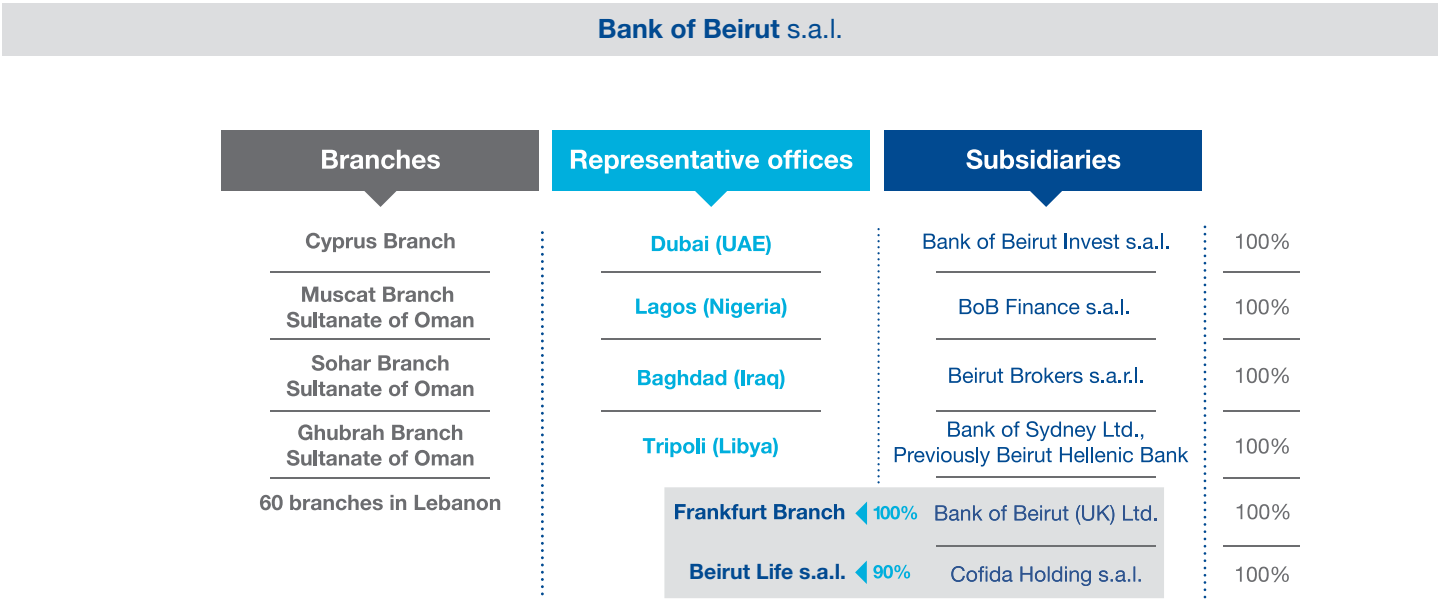 Bank of Beirut s.a.l.
Branches
Representative offices
Subsidiaries
Cyprus Branch
Dubai (UAE)
Bank of Beirut Invest s.a.l.
100%
Muscat Branch
Sultanate of Oman
Lagos (Nigeria)
BoB Finance s.a.l.
100%
Sohar Branch
Sultanate of Oman
Baghdad (Iraq)
Beirut Brokers s.a.r.l.
100%
Ghubrah Branch
Sultanate of Oman
Tripoli (Libya)
Bank of Sydney Ltd.,
Previously Beirut Hellenic Bank
100%
60 branches in Lebanon
Frankfurt Branch 100% Bank of Beirut (UK) Ltd.
100%
Beirut Life s.a.l. 90% Cofida Holding s.a.l.
100%